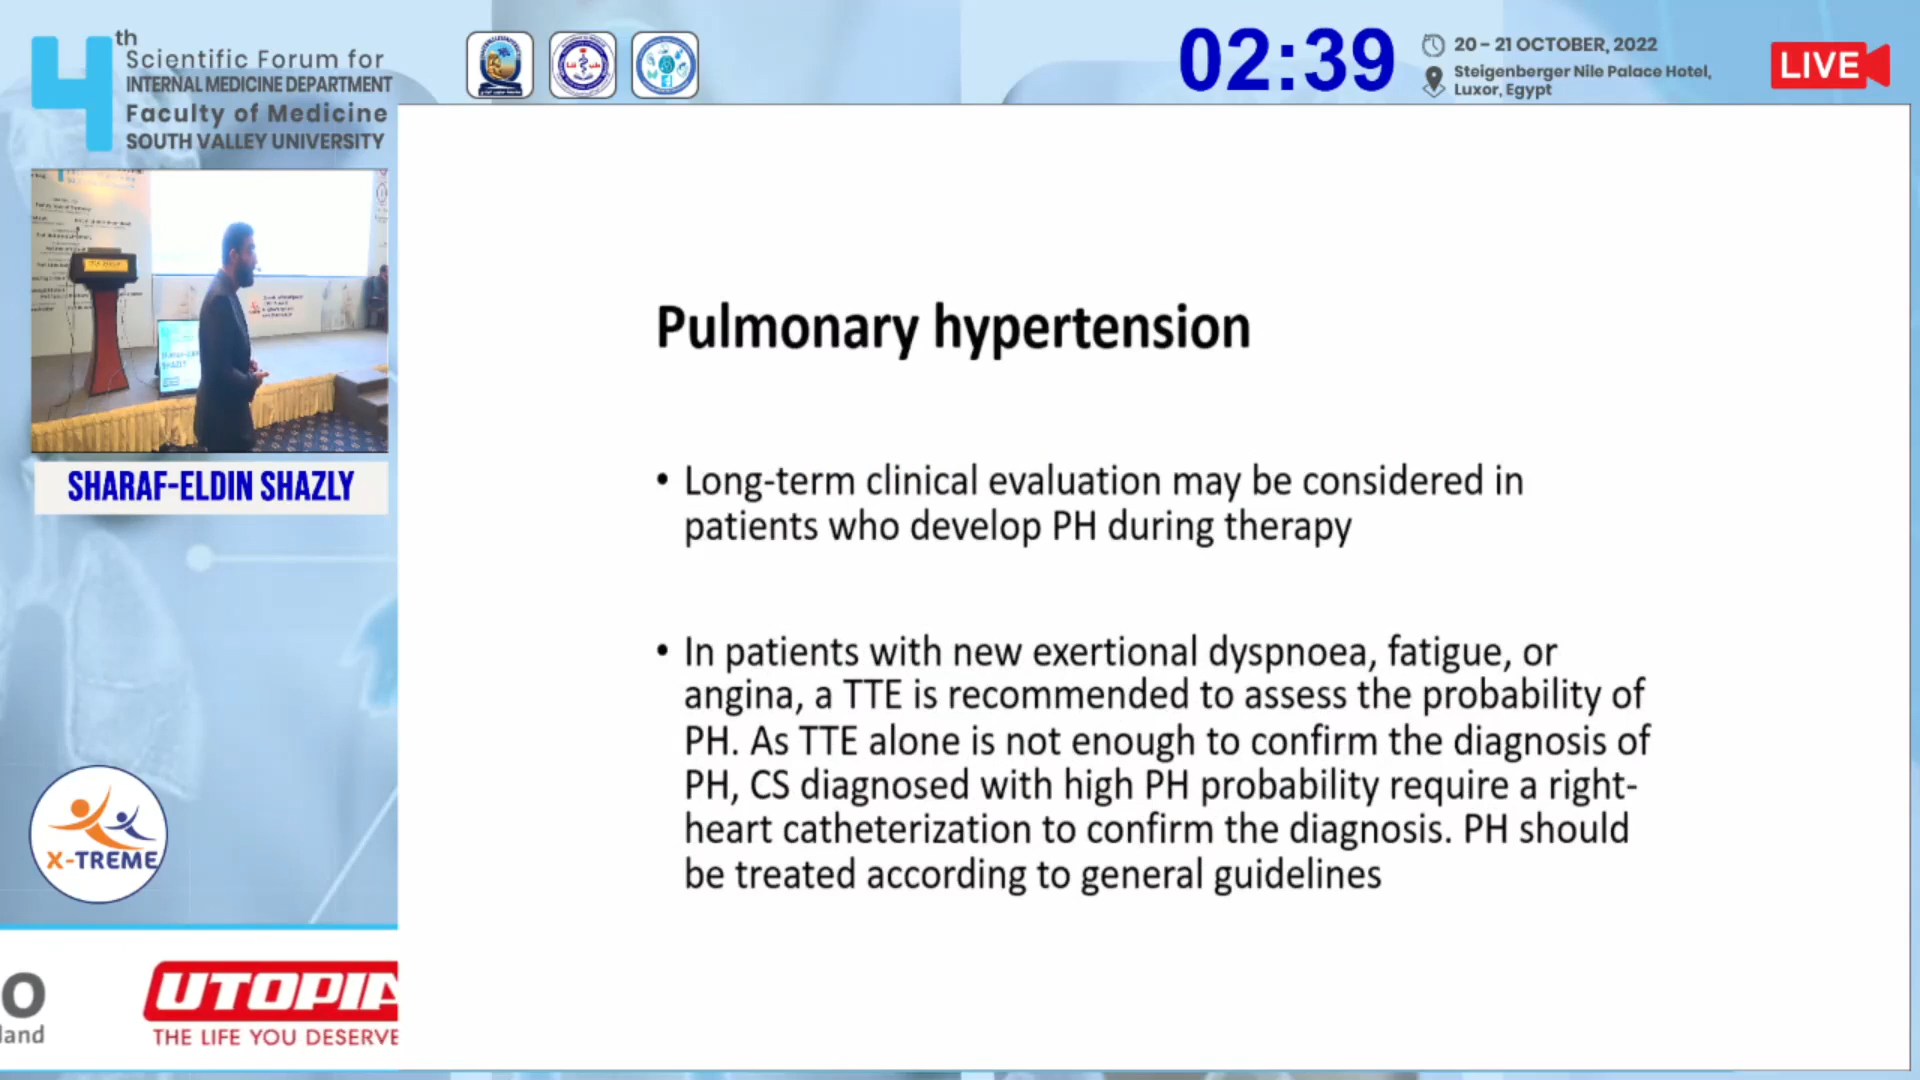 4th
Scientific Forum for
INTERNAL MEDICINE DEPARTMENT
Faculty of Medicine
SOUTH VALLEY UNIVERSITY
02:39
20 – 21 OCTOBER, 2022
Steigenberger Nile Palace Hotel,
Luxor, Egypt
LIVE
SHARAF-ELDIN SHAZLY
Pulmonary hypertension
• Long-term clinical evaluation may be considered in
patients who develop PH during therapy
• In patients with new exertional dyspnoea, fatigue, or
angina, a TTE is recommended to assess the probability of
PH. As TTE alone is not enough to confirm the diagnosis of
PH, CS diagnosed with high PH probability require a right-
heart catheterization to confirm the diagnosis. PH should
be treated according to general guidelines
X-TREME
UTOPIA
THE LIFE YOU DESERVE